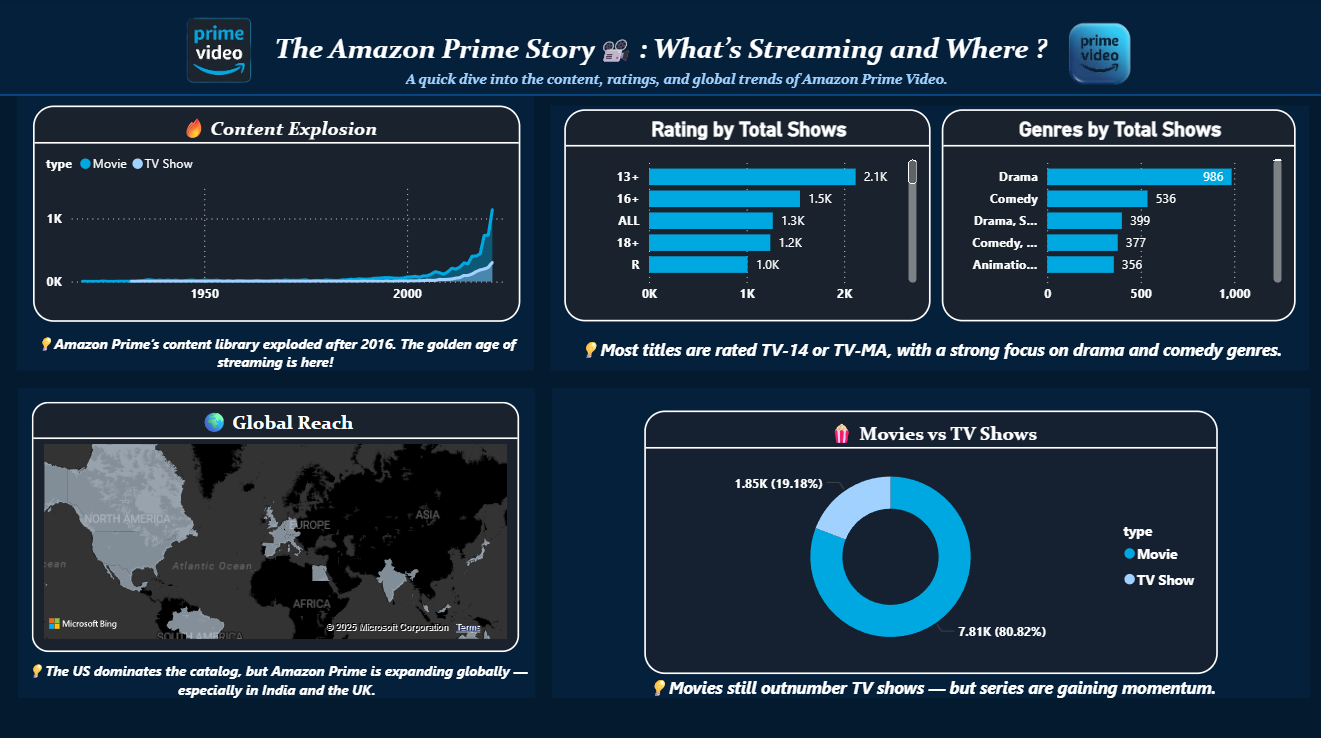 prime
video
The Amazon Prime Story 📽 : What’s Streaming and Where ?
A quick dive into the content, ratings, and global trends of Amazon Prime Video.
prime
video
🔥 Content Explosion
type Movie TV Show
1K
0K
1950 2000
💡Amazon Prime’s content library exploded after 2016. The golden age of
streaming is here!
Rating by Total Shows
13+ 2.1K
16+ 1.5K
ALL 1.3K
18+ 1.2K
R 1.0K
0K 1K 2K
Genres by Total Shows
Drama 986
Comedy 536
Drama, S... 399
Comedy, ... 377
Animatio... 356
0 500 1,000
💡Most titles are rated TV-14 or TV-MA, with a strong focus on drama and comedy genres.
🌍 Global Reach
NORTH AMERICA
EUROPE
ASIA
ean
Atlantic Ocean
AFRICA
SOUTH AMERICA
Microsoft Bing
© 2025 Microsoft Corporation Terms
💡The US dominates the catalog, but Amazon Prime is expanding globally —
especially in India and the UK.
🍿 Movies vs TV Shows
1.85K (19.18%)
7.81K (80.82%)
type
Movie
TV Show
💡Movies still outnumber TV shows — but series are gaining momentum.